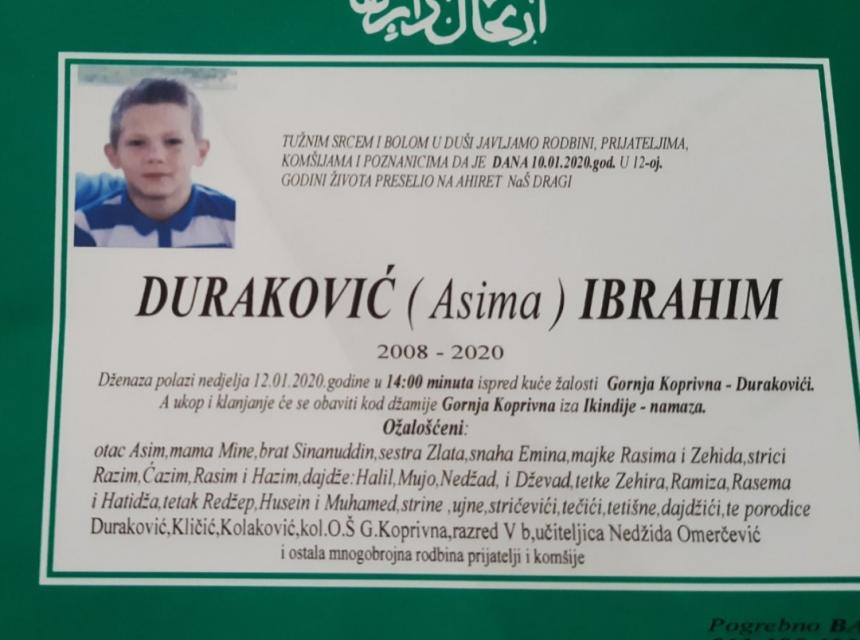 TUŽNIM SRCEM I BOLOM U DUŠI JAVLJAMO RODBINI, PRIJATELJIMA,
KOMŠIJAMA I POZNANICIMA DA JE DANA 10.01.2020.god. U 12-oj.
GODINI ŽIVOTA PRESELIO NA AHIRET NaŠ DRAGI
DURAKOVIĆ ( Asima ) IBRAHIM
2008 - 2020
Dženaza polazi nedjelja 12.01.2020.godine u 14:00 minuta ispred kuće žalosti Gornja Koprivna - Durakovići.
A ukop i klanjanje će se obaviti kod džamije Gornja Koprivna iza Ikindije - namaza.
Ožalošćeni:
otac Asim,mama Mine,brat Sinanuddin,sestra Zlata,snaha Emina,majke Rasima i Zehida,strici
Razim,Ćazim,Rasim i Hazim,dajdže:Halil,Mujo,Nedžad, i Dževad,tetke Zehira,Ramiza,Rasema
i Hatidža,tetak Redžep,Husein i Muhamed,strine ,ujne,stričevići,tečići,tetišne,dajdžići,te porodice
Duraković,Kličić,Kolaković,kol.O.Š G.Koprivna,razred V b,učiteljica Nedžida Omerčević
i ostala mnogobrojna rodbina prijatelji i komšije
Pogrebno